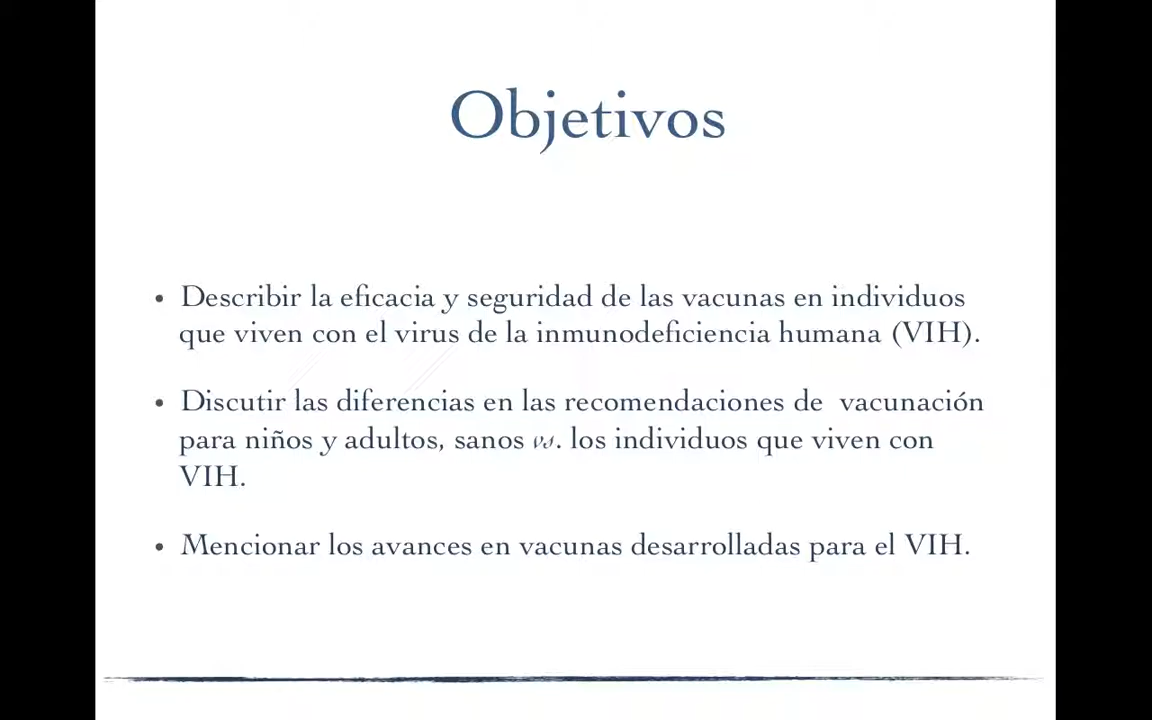 Objetivos
• Describir la eficacia y seguridad de las vacunas en individuos
que viven con el virus de la inmunodeficiencia humana (VIH).
• Discutir las diferencias en las recomendaciones de  vacunación
para niños y adultos, sanos vs. los individuos que viven con
VIH.
• Mencionar los avances en vacunas desarrolladas para el VIH.